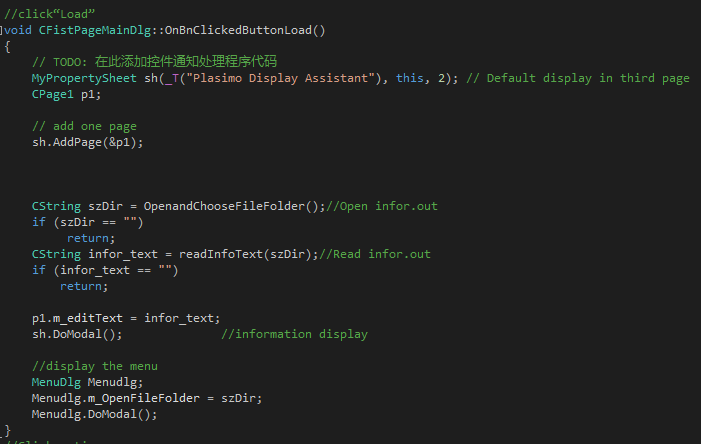 //click“Load”
void CFistPageMainDlg::OnBnClickedButtonLoad()
{
// TODO: 在此添加控件通知处理程序代码
MyPropertySheet sh(_T("Plasimo Display Assistant"), this, 2); // Default display in third page
CPage1 p1;
// add one page
sh.AddPage(&p1);
CString szDir = OpenandChooseFileFolder();//Open infor.out
if (szDir == "")
return;
CString infor_text = readInfoText(szDir);//Read infor.out
if (infor_text == "")
return;
p1.m_editText = infor_text;
sh.DoModal(); //information display
//display the menu
MenuDlg Menudlg;
Menudlg.m_OpenFileFolder = szDir;
Menudlg.DoModal();
}